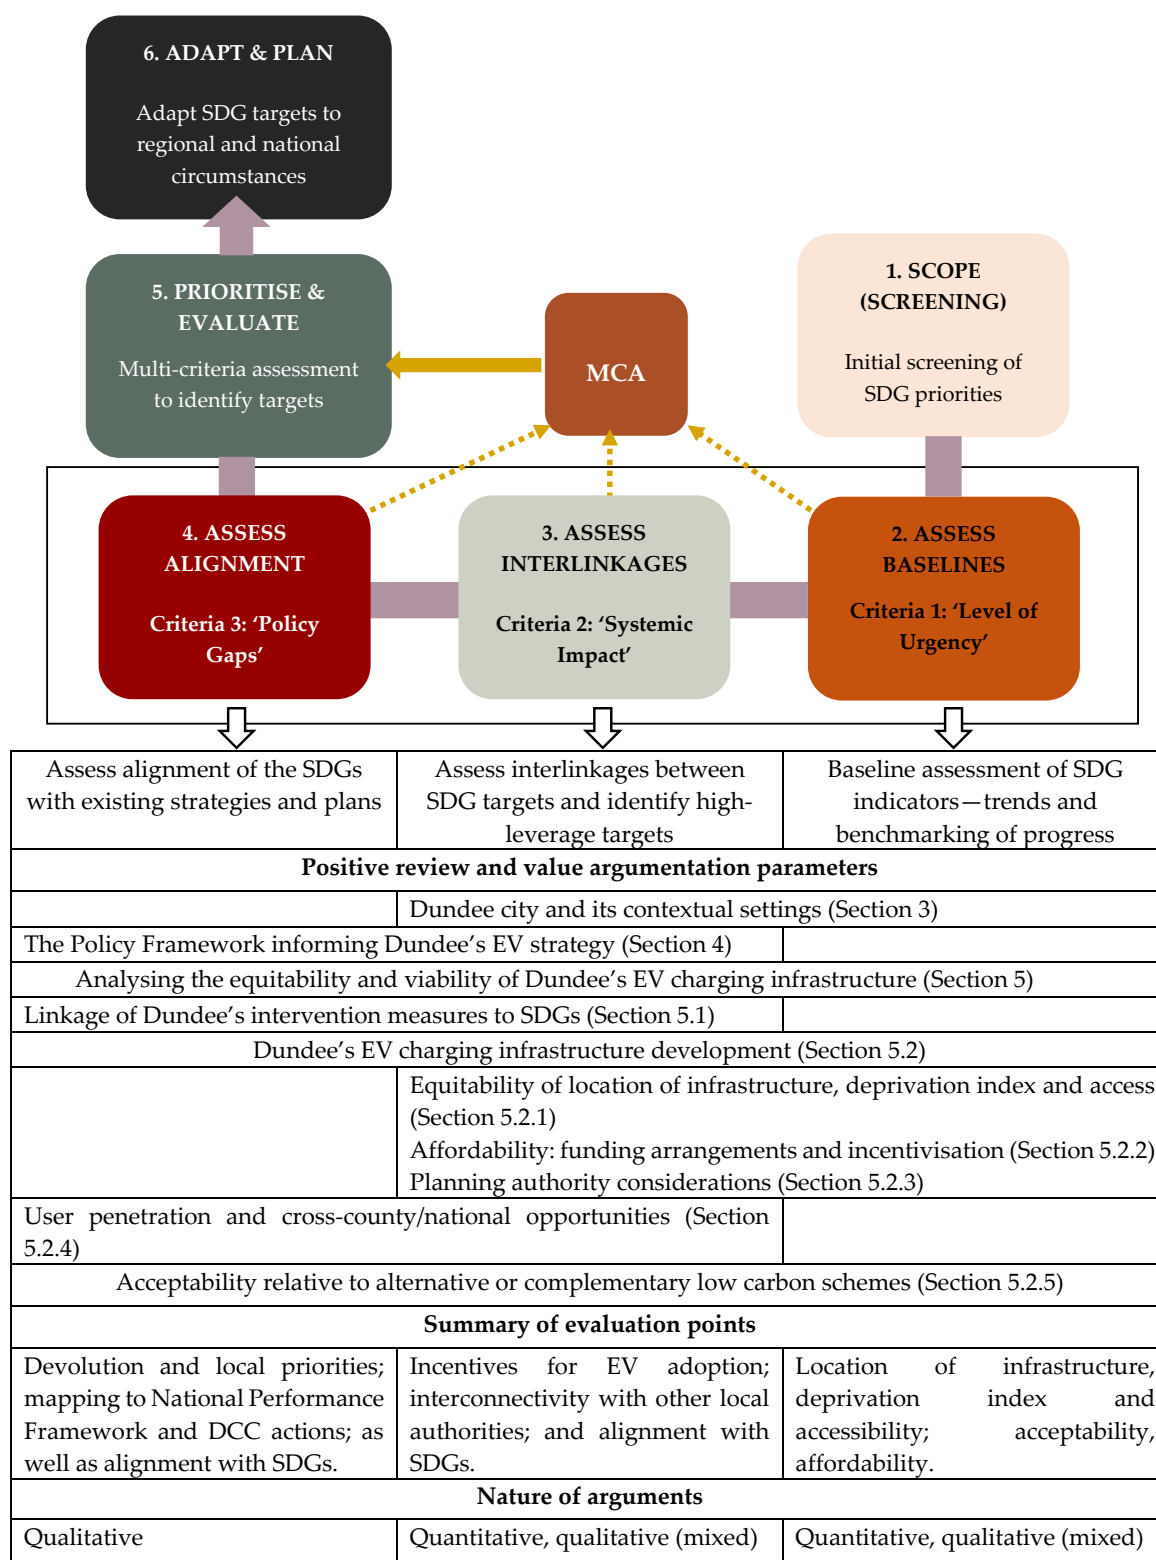 6. ADAPT & PLAN
Adapt SDG targets to
regional and national
circumstances
5. PRIORITISE &
EVALUATE
Multi-criteria assessment
to identify targets
MCA
1. SCOPE
(SCREENING)
Initial screening of
SDG priorities
4. ASSESS
ALIGNMENT
Criteria 3: ‘Policy
Gaps’
3. ASSESS
INTERLINKAGES
Criteria 2: ‘Systemic
Impact’
2. ASSESS
BASELINES
Criteria 1: ‘Level of
Urgency’
Assess alignment of the SDGs
with existing strategies and plans
Assess interlinkages between
SDG targets and identify high-
leverage targets
Baseline assessment of SDG
indicators—trends and
benchmarking of progress
Positive review and value argumentation parameters
Dundee city and its contextual settings (Section 3)
The Policy Framework informing Dundee’s EV strategy (Section 4)
Analysing the equitability and viability of Dundee’s EV charging infrastructure (Section 5)
Linkage of Dundee’s intervention measures to SDGs (Section 5.1)
Dundee’s EV charging infrastructure development (Section 5.2)
Equitability of location of infrastructure, deprivation index and access
(Section 5.2.1)
Affordability: funding arrangements and incentivisation (Section 5.2.2)
Planning authority considerations (Section 5.2.3)
User penetration and cross-county/national opportunities (Section
5.2.4)
Acceptability relative to alternative or complementary low carbon schemes (Section 5.2.5)
Summary of evaluation points
Devolution and local priorities;
mapping to National Performance
Framework and DCC actions; as
well as alignment with SDGs.
Incentives for EV adoption;
interconnectivity with other local
authorities; and alignment with
SDGs.
Location of infrastructure,
deprivation index and
accessibility; acceptability,
affordability.
Nature of arguments
Qualitative
Quantitative, qualitative (mixed)
Quantitative, qualitative (mixed)